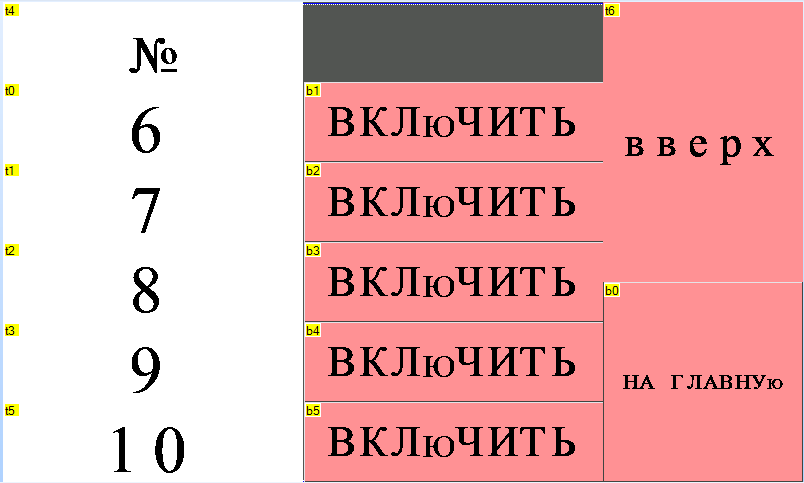 t4
№
t0
6
t1
7
t2
8
t3
9
t5
10
b1
ВКЛюЧИТЬ
b2
ВКЛюЧИТЬ
b3
ВКЛюЧИТЬ
b4
ВКЛюЧИТЬ
b5
ВКЛюЧИТЬ
t6
вверх
b0
НА ГЛАВНУю